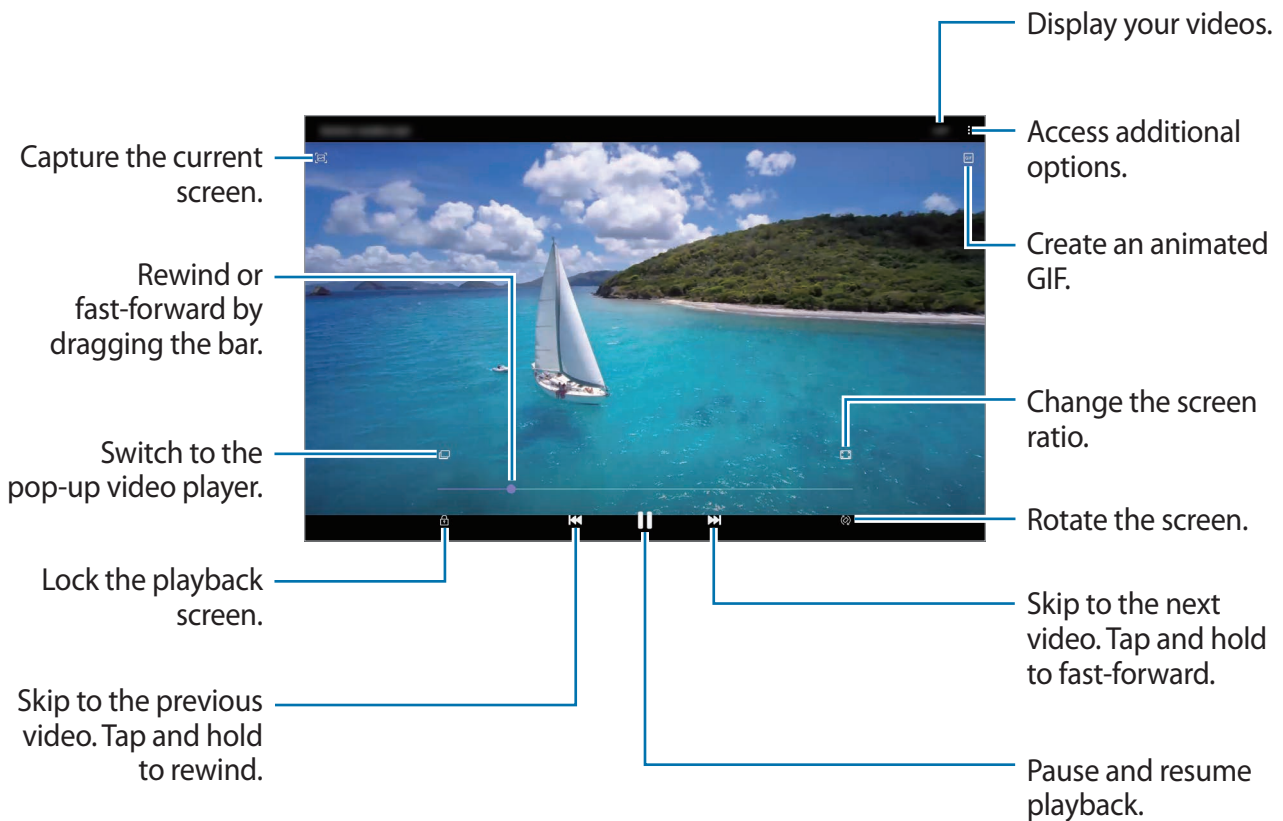 Display your videos.
Access additional
options.
Capture the current
screen.
Create an animated
GIF.
Rewind or
fast-forward by
dragging the bar.
Change the screen
ratio.
Switch to the
pop-up video player.
Rotate the screen.
Lock the playback
screen.
Skip to the next
video. Tap and hold
to fast-forward.
Skip to the previous
video. Tap and hold
to rewind.
Pause and resume
playback.